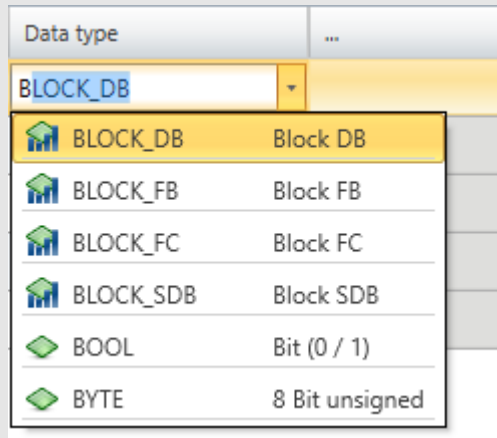 Data type ...
BLOCK_DB
BLOCK_DB Block DB
BLOCK_FB Block FB
BLOCK_FC Block FC
BLOCK_SDB Block SDB
BOOL Bit (0 / 1)
BYTE 8 Bit unsigned